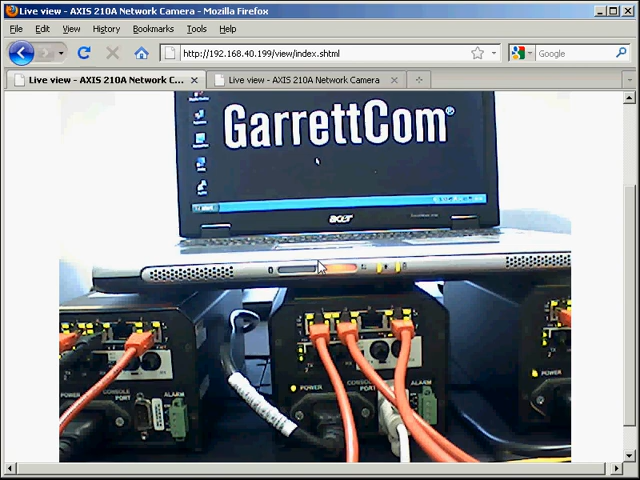 Live view - AXIS 210A Network Camera - Mozilla Firefox
File Edit View History Bookmarks Tools Help
http://192.168.40.199/view/index.shtml
Google
Live view - AXIS 210A Network C...
Live view - AXIS 210A Network Camera
GarrettCom®
acer
POWER
CONSOLE
PORT
ALARM
POWER
CONSOLE
PORT
ALARM
POWER